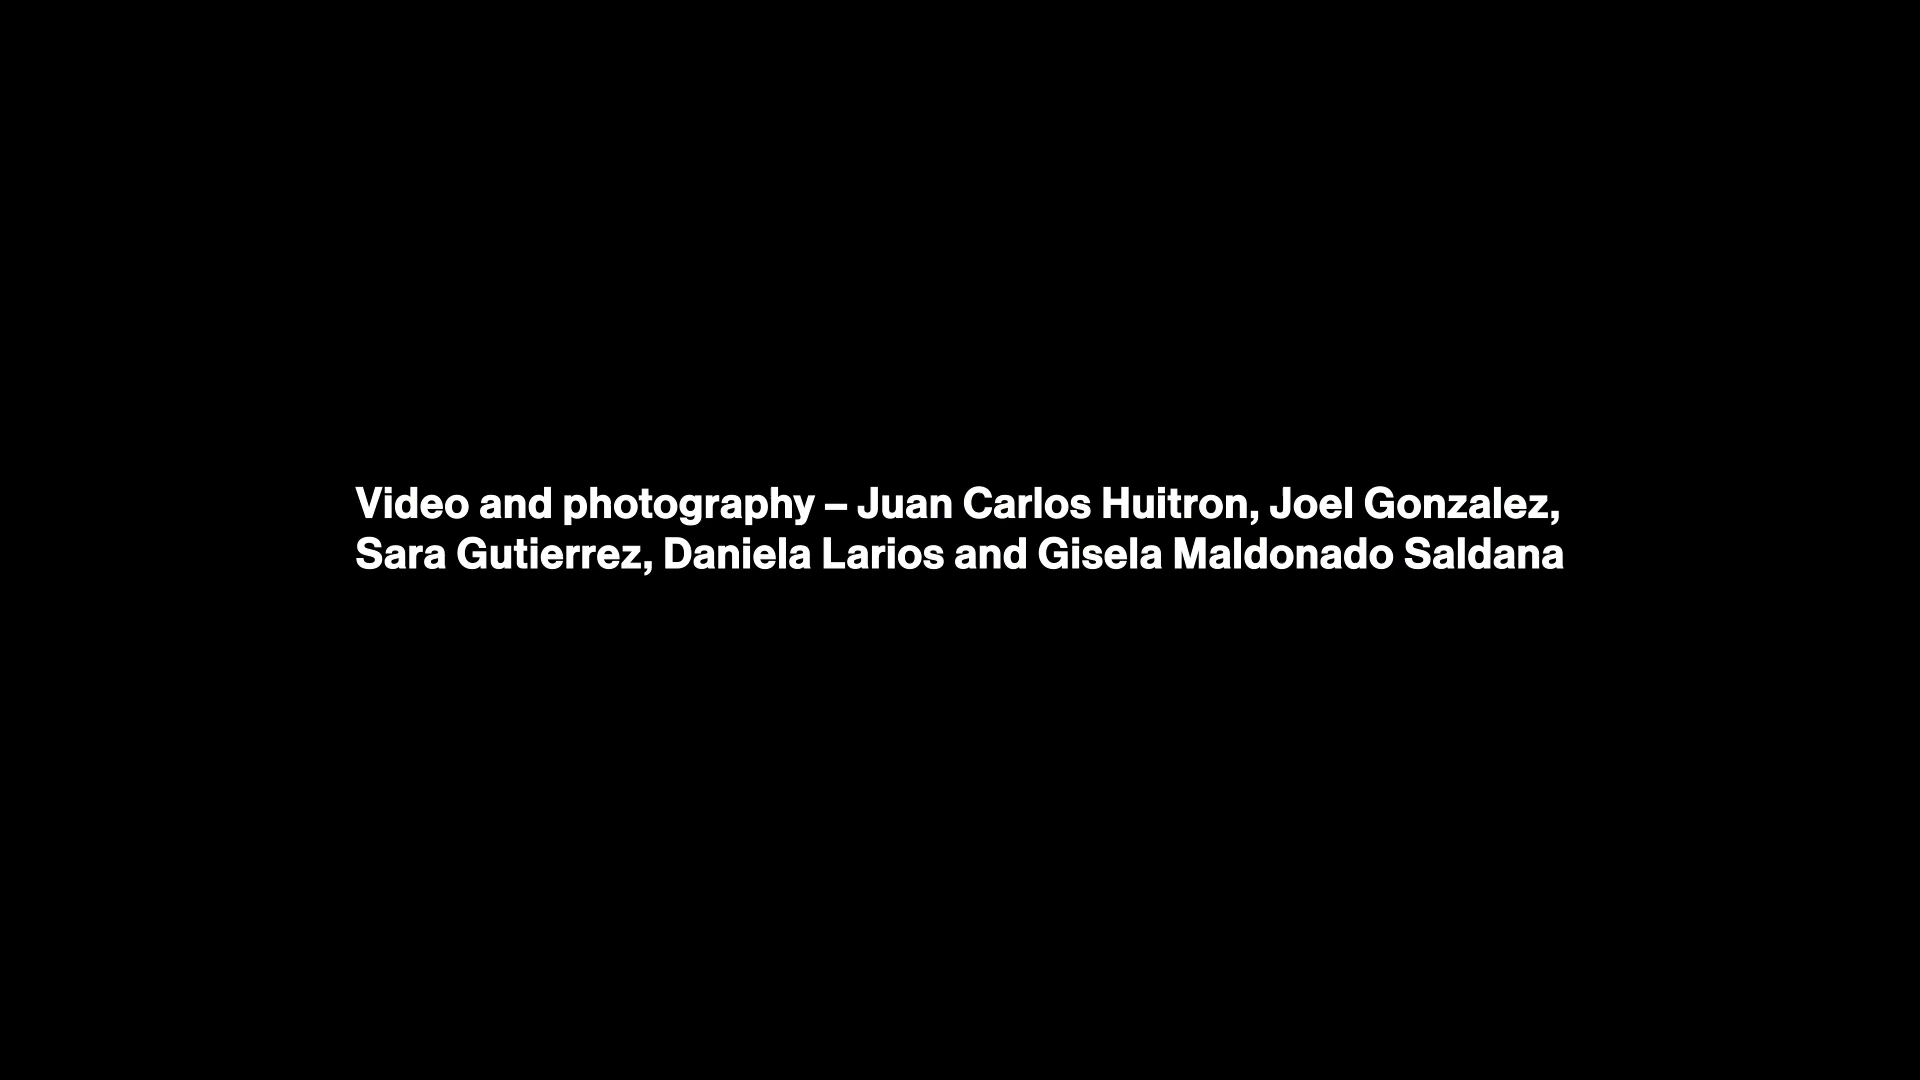 Video and photography – Juan Carlos Huitron, Joel Gonzalez,
Sara Gutierrez, Daniela Larios and Gisela Maldonado Saldana